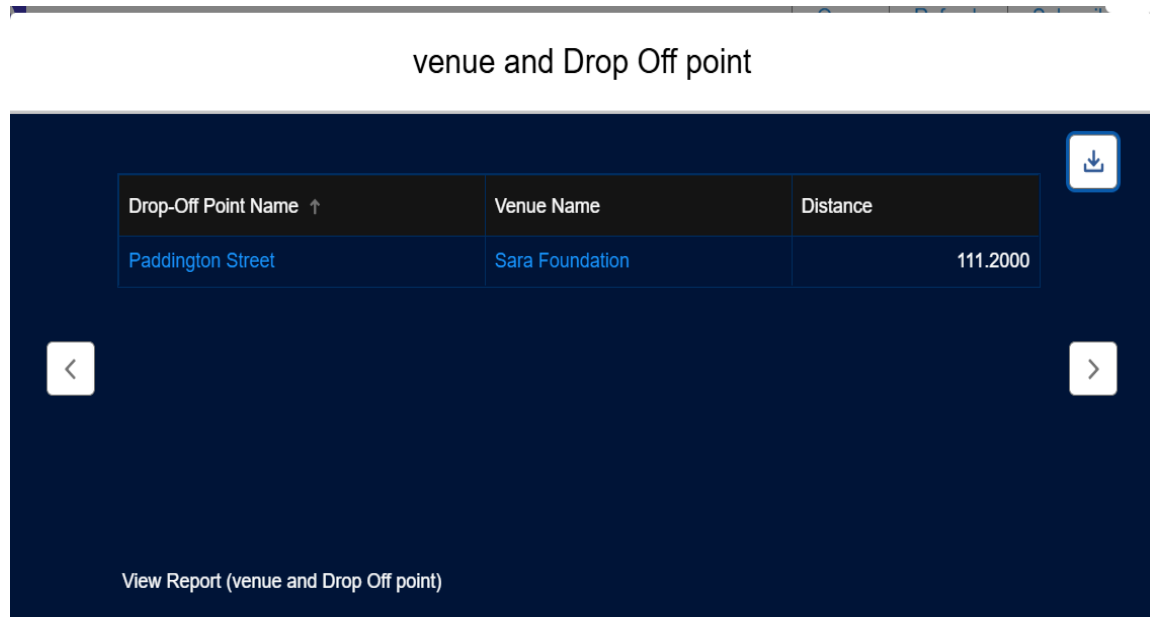 venue and Drop Off point
Drop-Off Point Name ↑ Venue Name Distance
Paddington Street Sara Foundation 111.2000
View Report (venue and Drop Off point)